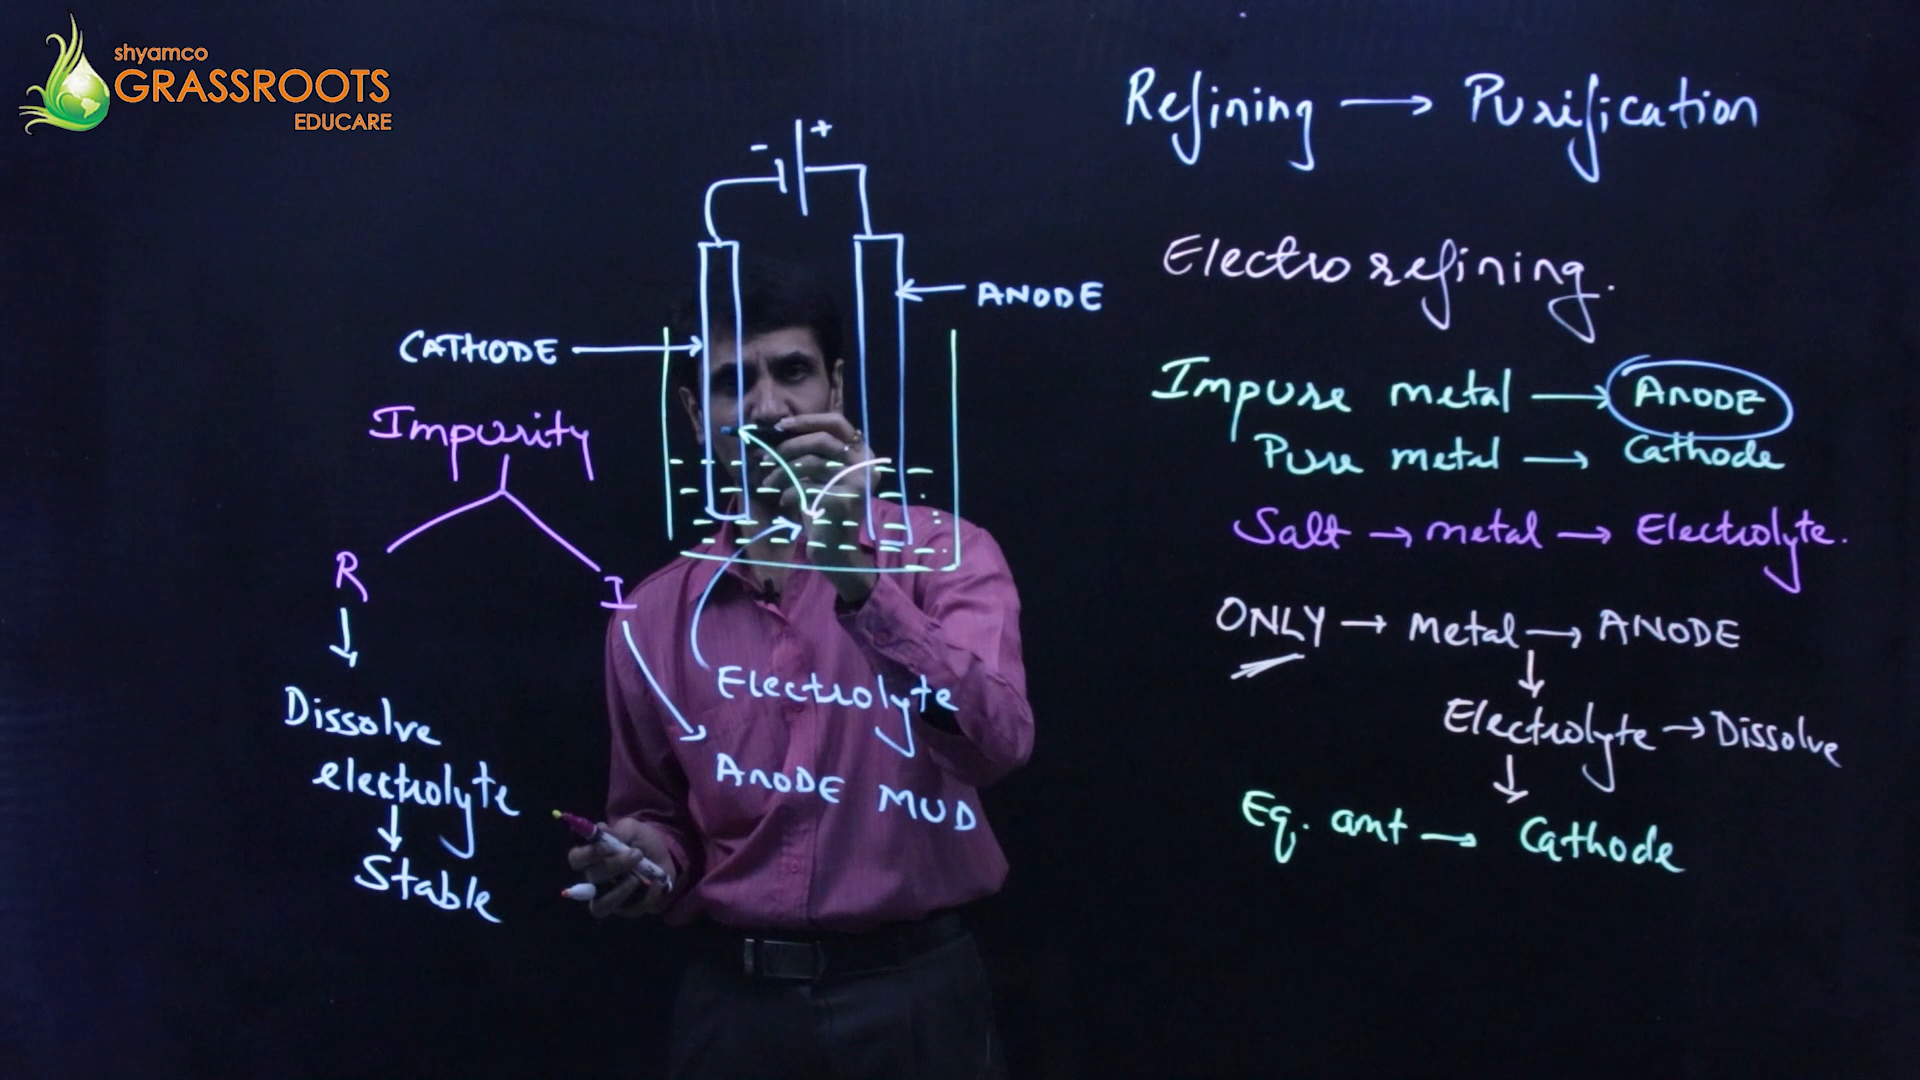 shyamco
GRASSROOTS
EDUCARE
Refining → Purification
Electrorefining.
Impure metal → ANODE
Pure metal → Cathode
Salt → metal → Electrolyte.
ONLY → Metal → ANODE
↓
Electrolyte → Dissolve
↓
Eq. amt → Cathode
- +
ANODE
CATHODE
Impurity
R
I
↓
Dissolve
electrolyte
↓
Stable
Electrolyte
ANODE MUD